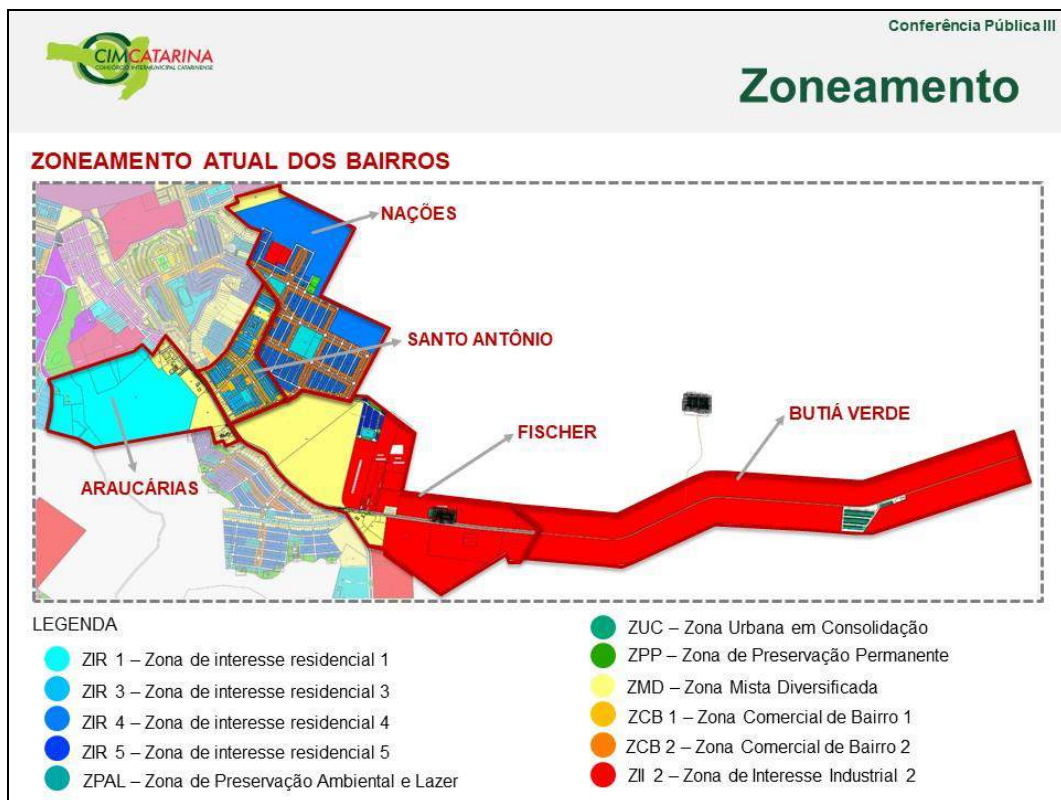 Conferência Pública III
CIMCATARINA
CONSÓRCIO INTERMUNICIPAL CATARINENSE
Zoneamento
ZONEAMENTO ATUAL DOS BAIRROS
NAÇÕES
SANTO ANTÔNIO
BUTIÁ VERDE
FISCHER
ARAUCÁRIAS
LEGENDA
ZIR 1 – Zona de interesse residencial 1
ZIR 3 – Zona de interesse residencial 3
ZIR 4 – Zona de interesse residencial 4
ZIR 5 – Zona de interesse residencial 5
ZPAL – Zona de Preservação Ambiental e Lazer
ZUC – Zona Urbana em Consolidação
ZPP – Zona de Preservação Permanente
ZMD – Zona Mista Diversificada
ZCB 1 – Zona Comercial de Bairro 1
ZCB 2 – Zona Comercial de Bairro 2
ZII 2 – Zona de Interesse Industrial 2